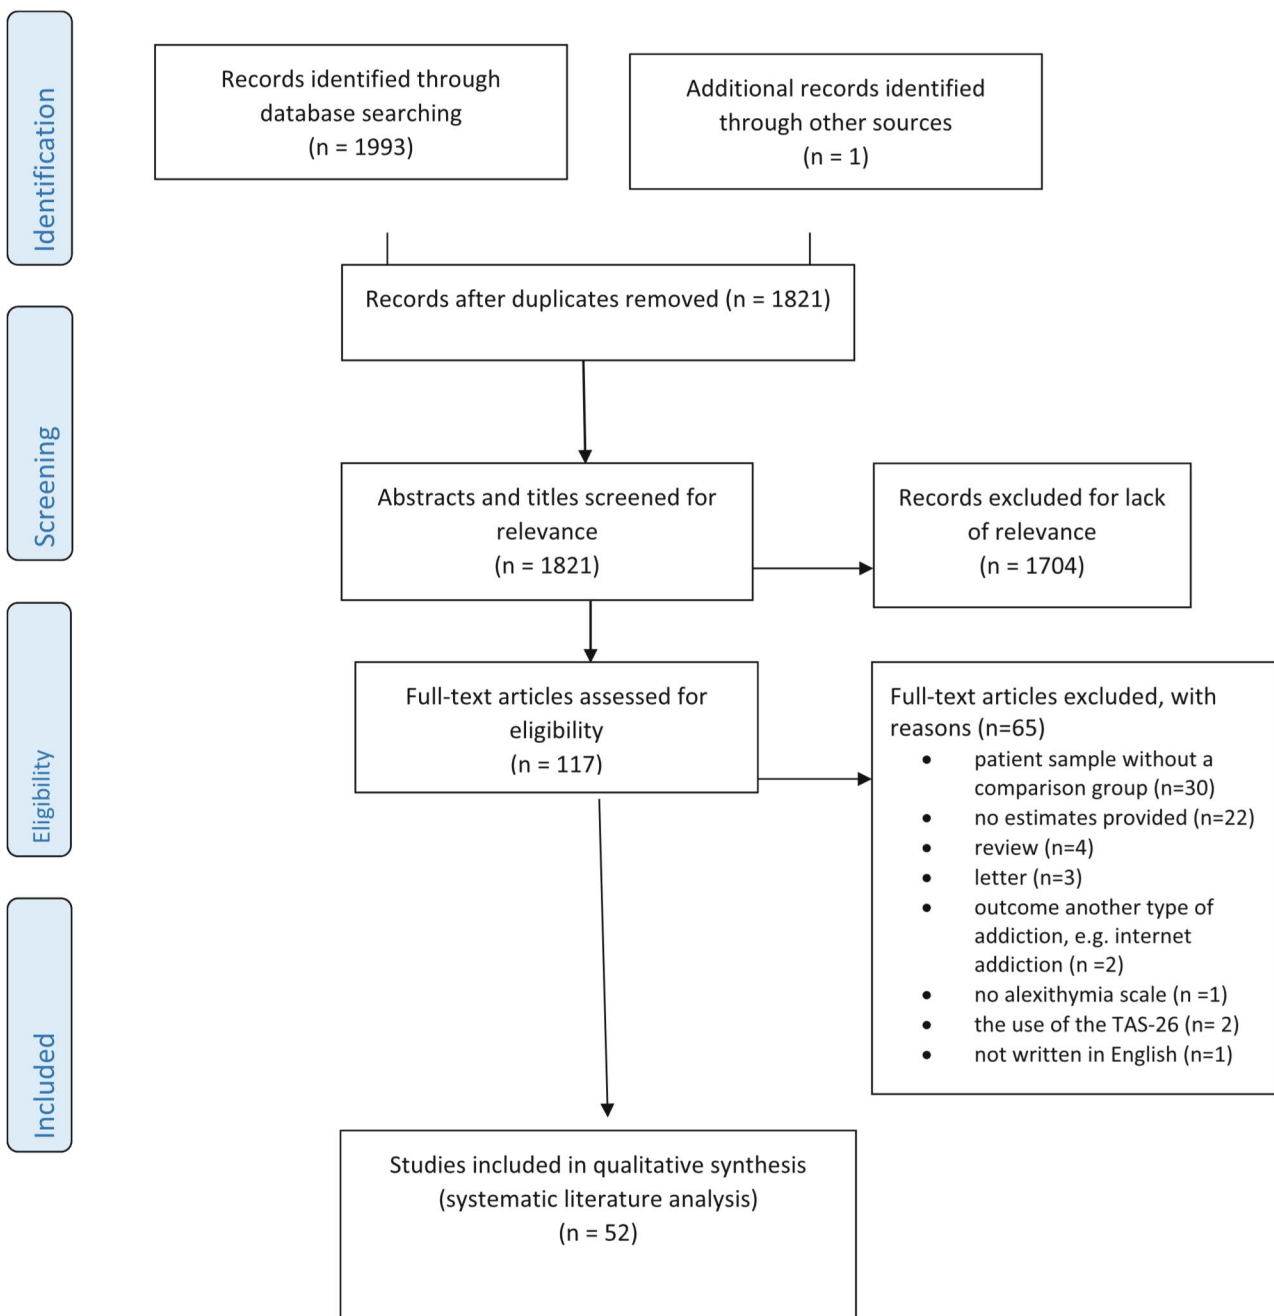 Identification
Records identified through
database searching
(n = 1993)
Additional records identified
through other sources
(n = 1)
Records after duplicates removed (n = 1821)
Screening
Abstracts and titles screened for
relevance
(n = 1821)
Records excluded for lack
of relevance
(n = 1704)
Eligibility
Full-text articles assessed for
eligibility
(n = 117)
Full-text articles excluded, with
reasons (n=65)
• patient sample without a
comparison group (n=30)
• no estimates provided (n=22)
• review (n=4)
• letter (n=3)
• outcome another type of
addiction, e.g. internet
addiction (n =2)
• no alexithymia scale (n =1)
• the use of the TAS-26 (n= 2)
• not written in English (n=1)
Included
Studies included in qualitative synthesis
(systematic literature analysis)
(n = 52)